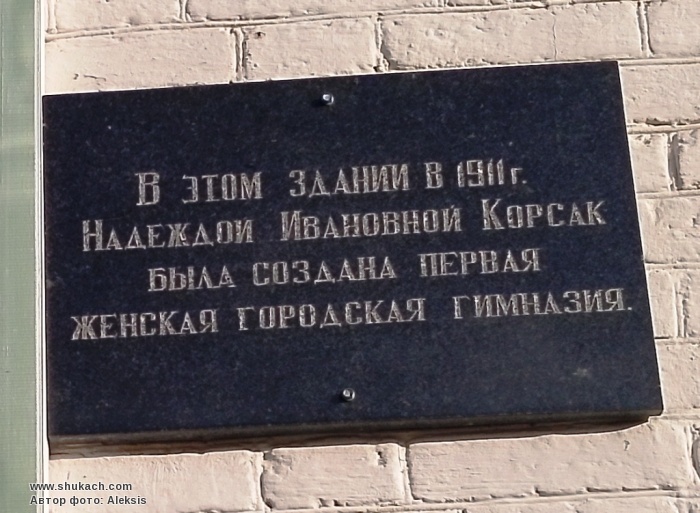 В этом здании в 1911 г.
Надеждой Ивановной Корсак
была создана первая
женская городская гимназия.
www.shukach.com
Автор фото: Aleksis